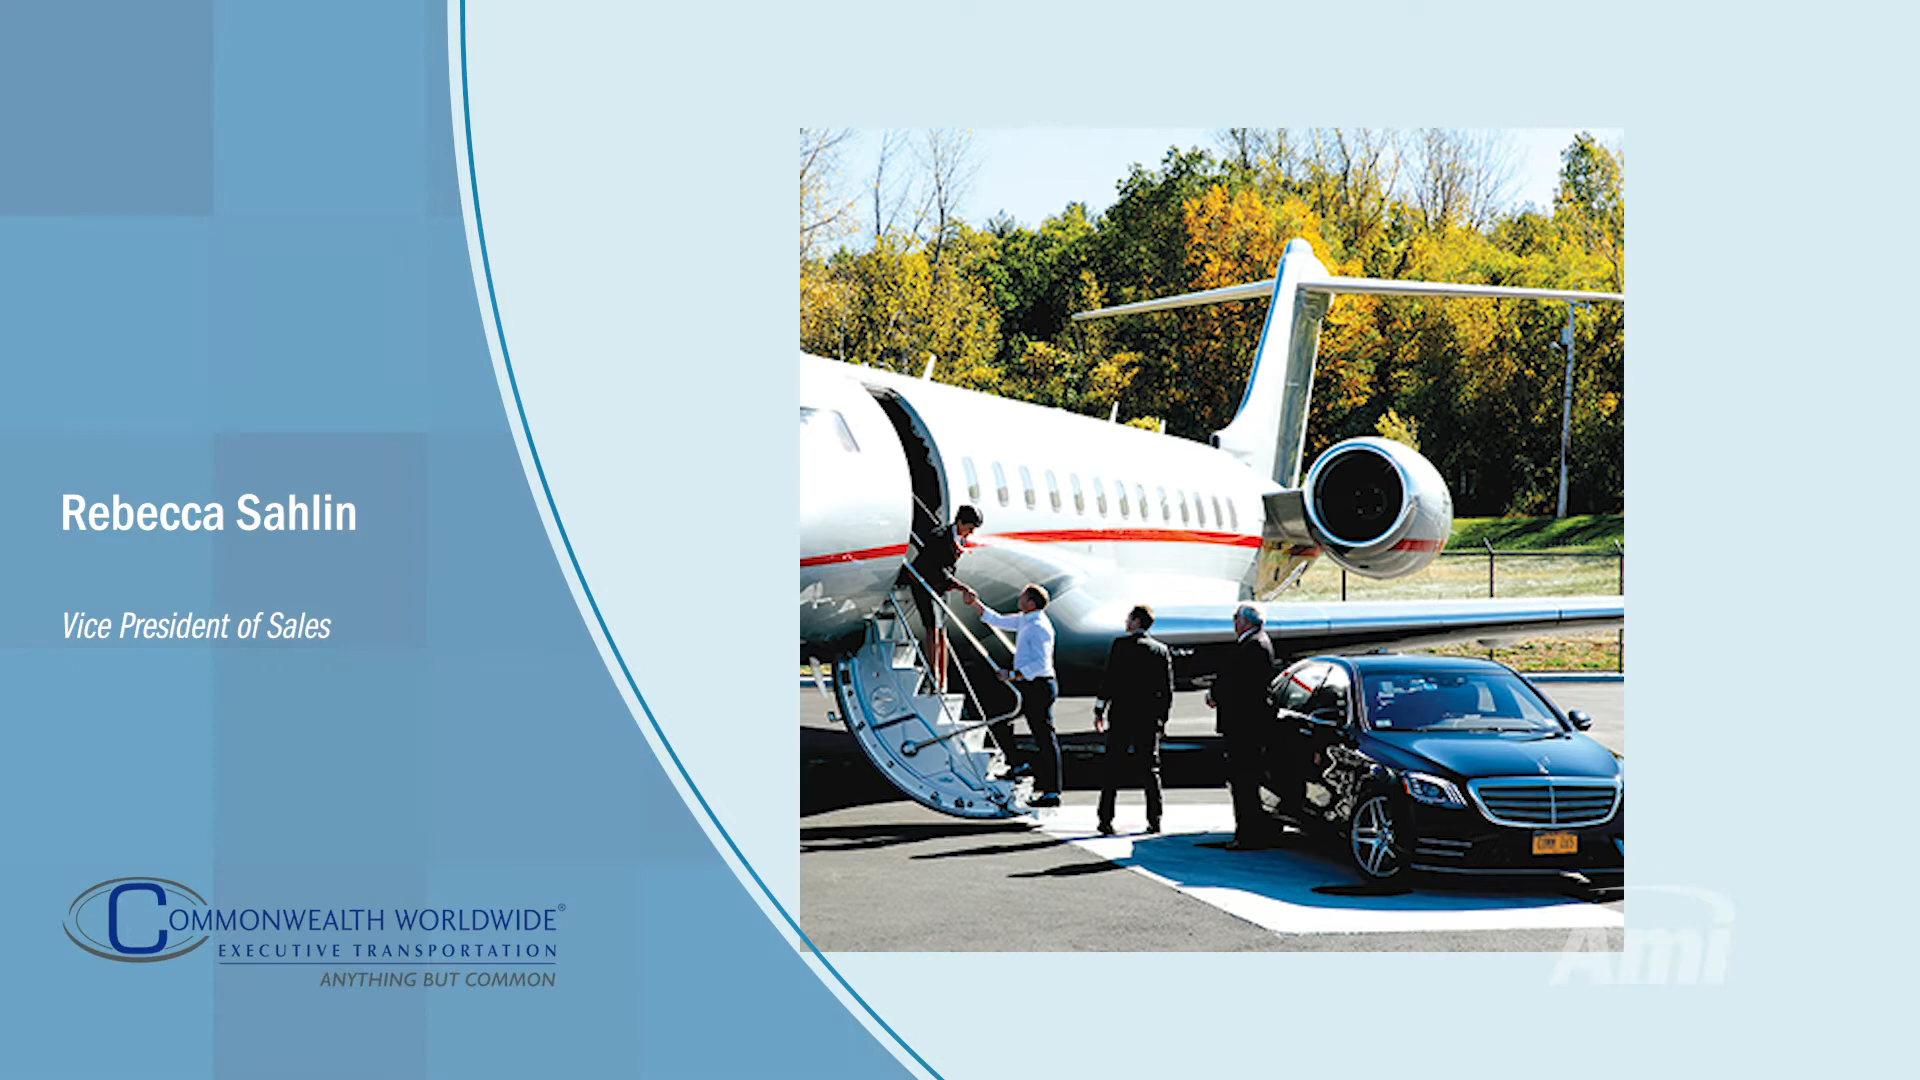 Rebecca Sahlin
Vice President of Sales
COMMONWEALTH WORLDWIDE®
EXECUTIVE TRANSPORTATION
ANYTHING BUT COMMON
Ami